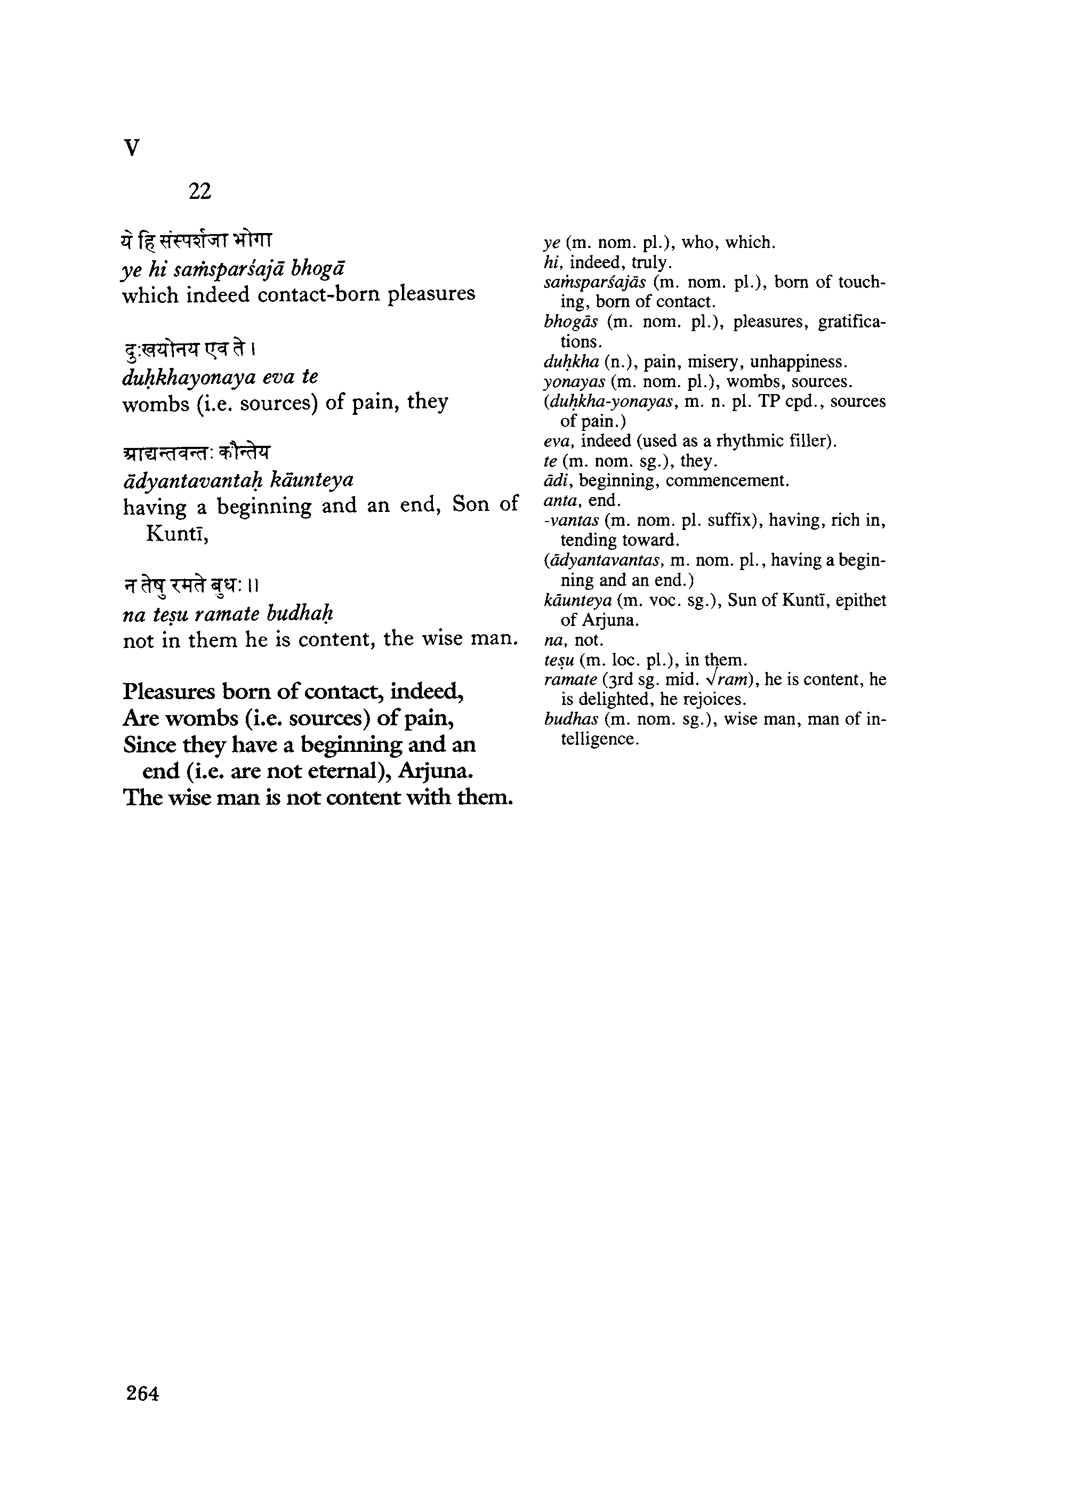 V
22
ये हि संस्पर्शजा भोगा
ye hi saṁsparśajā bhogā
which indeed contact-born pleasures
दुःखयोनय एव ते ।
duḥkhayonaya eva te
wombs (i.e. sources) of pain, they
आद्यन्तवन्तः कौन्तेय
ādyantavantaḥ kāunteya
having a beginning and an end, Son of
Kuntī,
न तेषु रमते बुधः ॥
na teṣu ramate budhaḥ
not in them he is content, the wise man.
Pleasures born of contact, indeed,
Are wombs (i.e. sources) of pain,
Since they have a beginning and an
end (i.e. are not eternal), Arjuna.
The wise man is not content with them.
ye (m. nom. pl.), who, which.
hi, indeed, truly.
saṁsparśajās (m. nom. pl.), born of touch-
ing, born of contact.
bhogās (m. nom. pl.), pleasures, gratifica-
tions.
duḥkha (n.), pain, misery, unhappiness.
yonayas (m. nom. pl.), wombs, sources.
(duḥkha-yonayas, m. n. pl. TP cpd., sources
of pain.)
eva, indeed (used as a rhythmic filler).
te (m. nom. sg.), they.
ādi, beginning, commencement.
anta, end.
-vantas (m. nom. pl. suffix), having, rich in,
tending toward.
(ādyantavantas, m. nom. pl., having a begin-
ning and an end.)
kāunteya (m. voc. sg.), Sun of Kuntī, epithet
of Arjuna.
na, not.
teṣu (m. loc. pl.), in them.
ramate (3rd sg. mid. √ram), he is content, he
is delighted, he rejoices.
budhas (m. nom. sg.), wise man, man of in-
telligence.
264